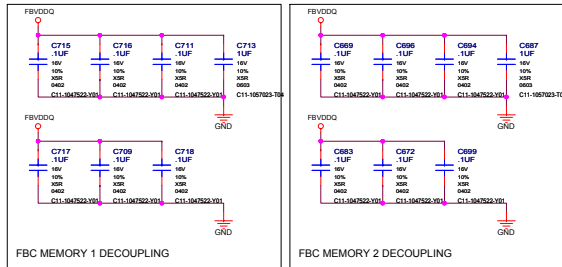 FBVDDQ
C715
.1UF
16V
10%
X5R
0402
C11-1047522-Y01
C716
.1UF
16V
10%
X5R
0402
C11-1047522-Y01
C711
.1UF
16V
10%
X5R
0402
C11-1047522-Y01
C713
1UF
16V
10%
X5R
0603
C11-1057023-T04
GND
FBVDDQ
C717
.1UF
16V
10%
X5R
0402
C11-1047522-Y01
C709
.1UF
16V
10%
X5R
0402
C11-1047522-Y01
C718
.1UF
16V
10%
X5R
0402
C11-1047522-Y01
GND
FBC MEMORY 1 DECOUPLING
FBVDDQ
C669
.1UF
16V
10%
X5R
0402
C11-1047522-Y01
C696
.1UF
16V
10%
X5R
0402
C11-1047522-Y01
C694
.1UF
16V
10%
X5R
0402
C11-1047522-Y01
C687
1UF
16V
10%
X5R
0603
C11-1057023-T0
GND
FBVDDQ
C683
.1UF
16V
10%
X5R
0402
C11-1047522-Y01
C672
.1UF
16V
10%
X5R
0402
C11-1047522-Y01
C699
.1UF
16V
10%
X5R
0402
C11-1047522-Y01
GND
FBC MEMORY 2 DECOUPLING